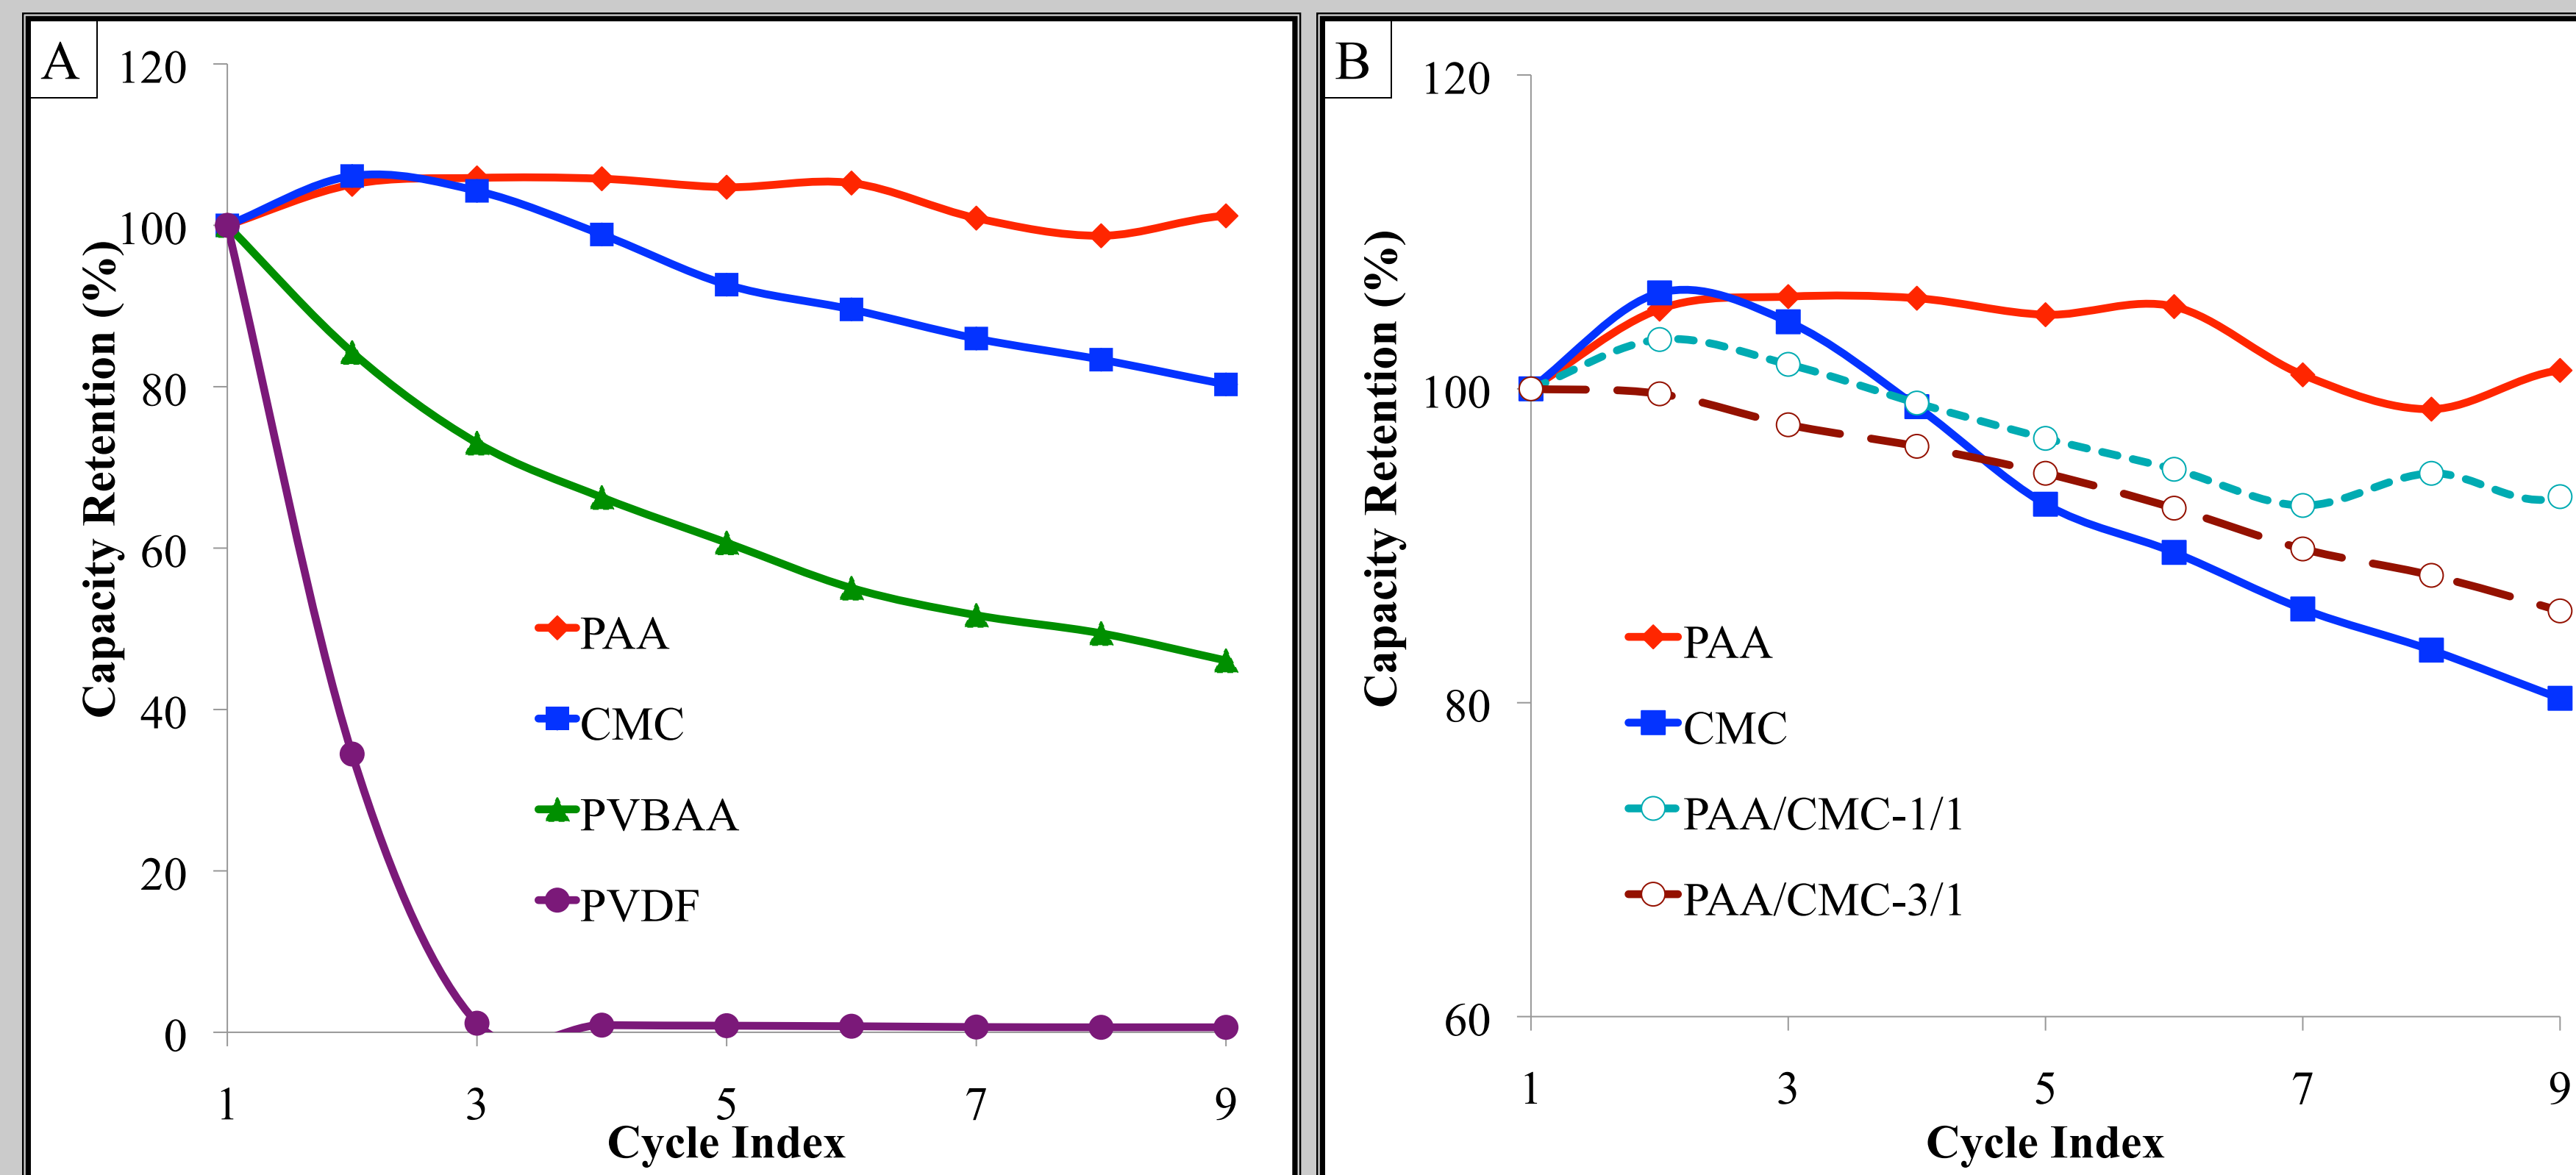 A
120
100
80
60
40
20
0
Capacity Retention (%)
PAA
CMC
PVBAA
PVDF
1 3 5 7 9
Cycle Index
B
120
100
80
60
Capacity Retention (%)
PAA
CMC
PAA/CMC-1/1
PAA/CMC-3/1
1 3 5 7 9
Cycle Index